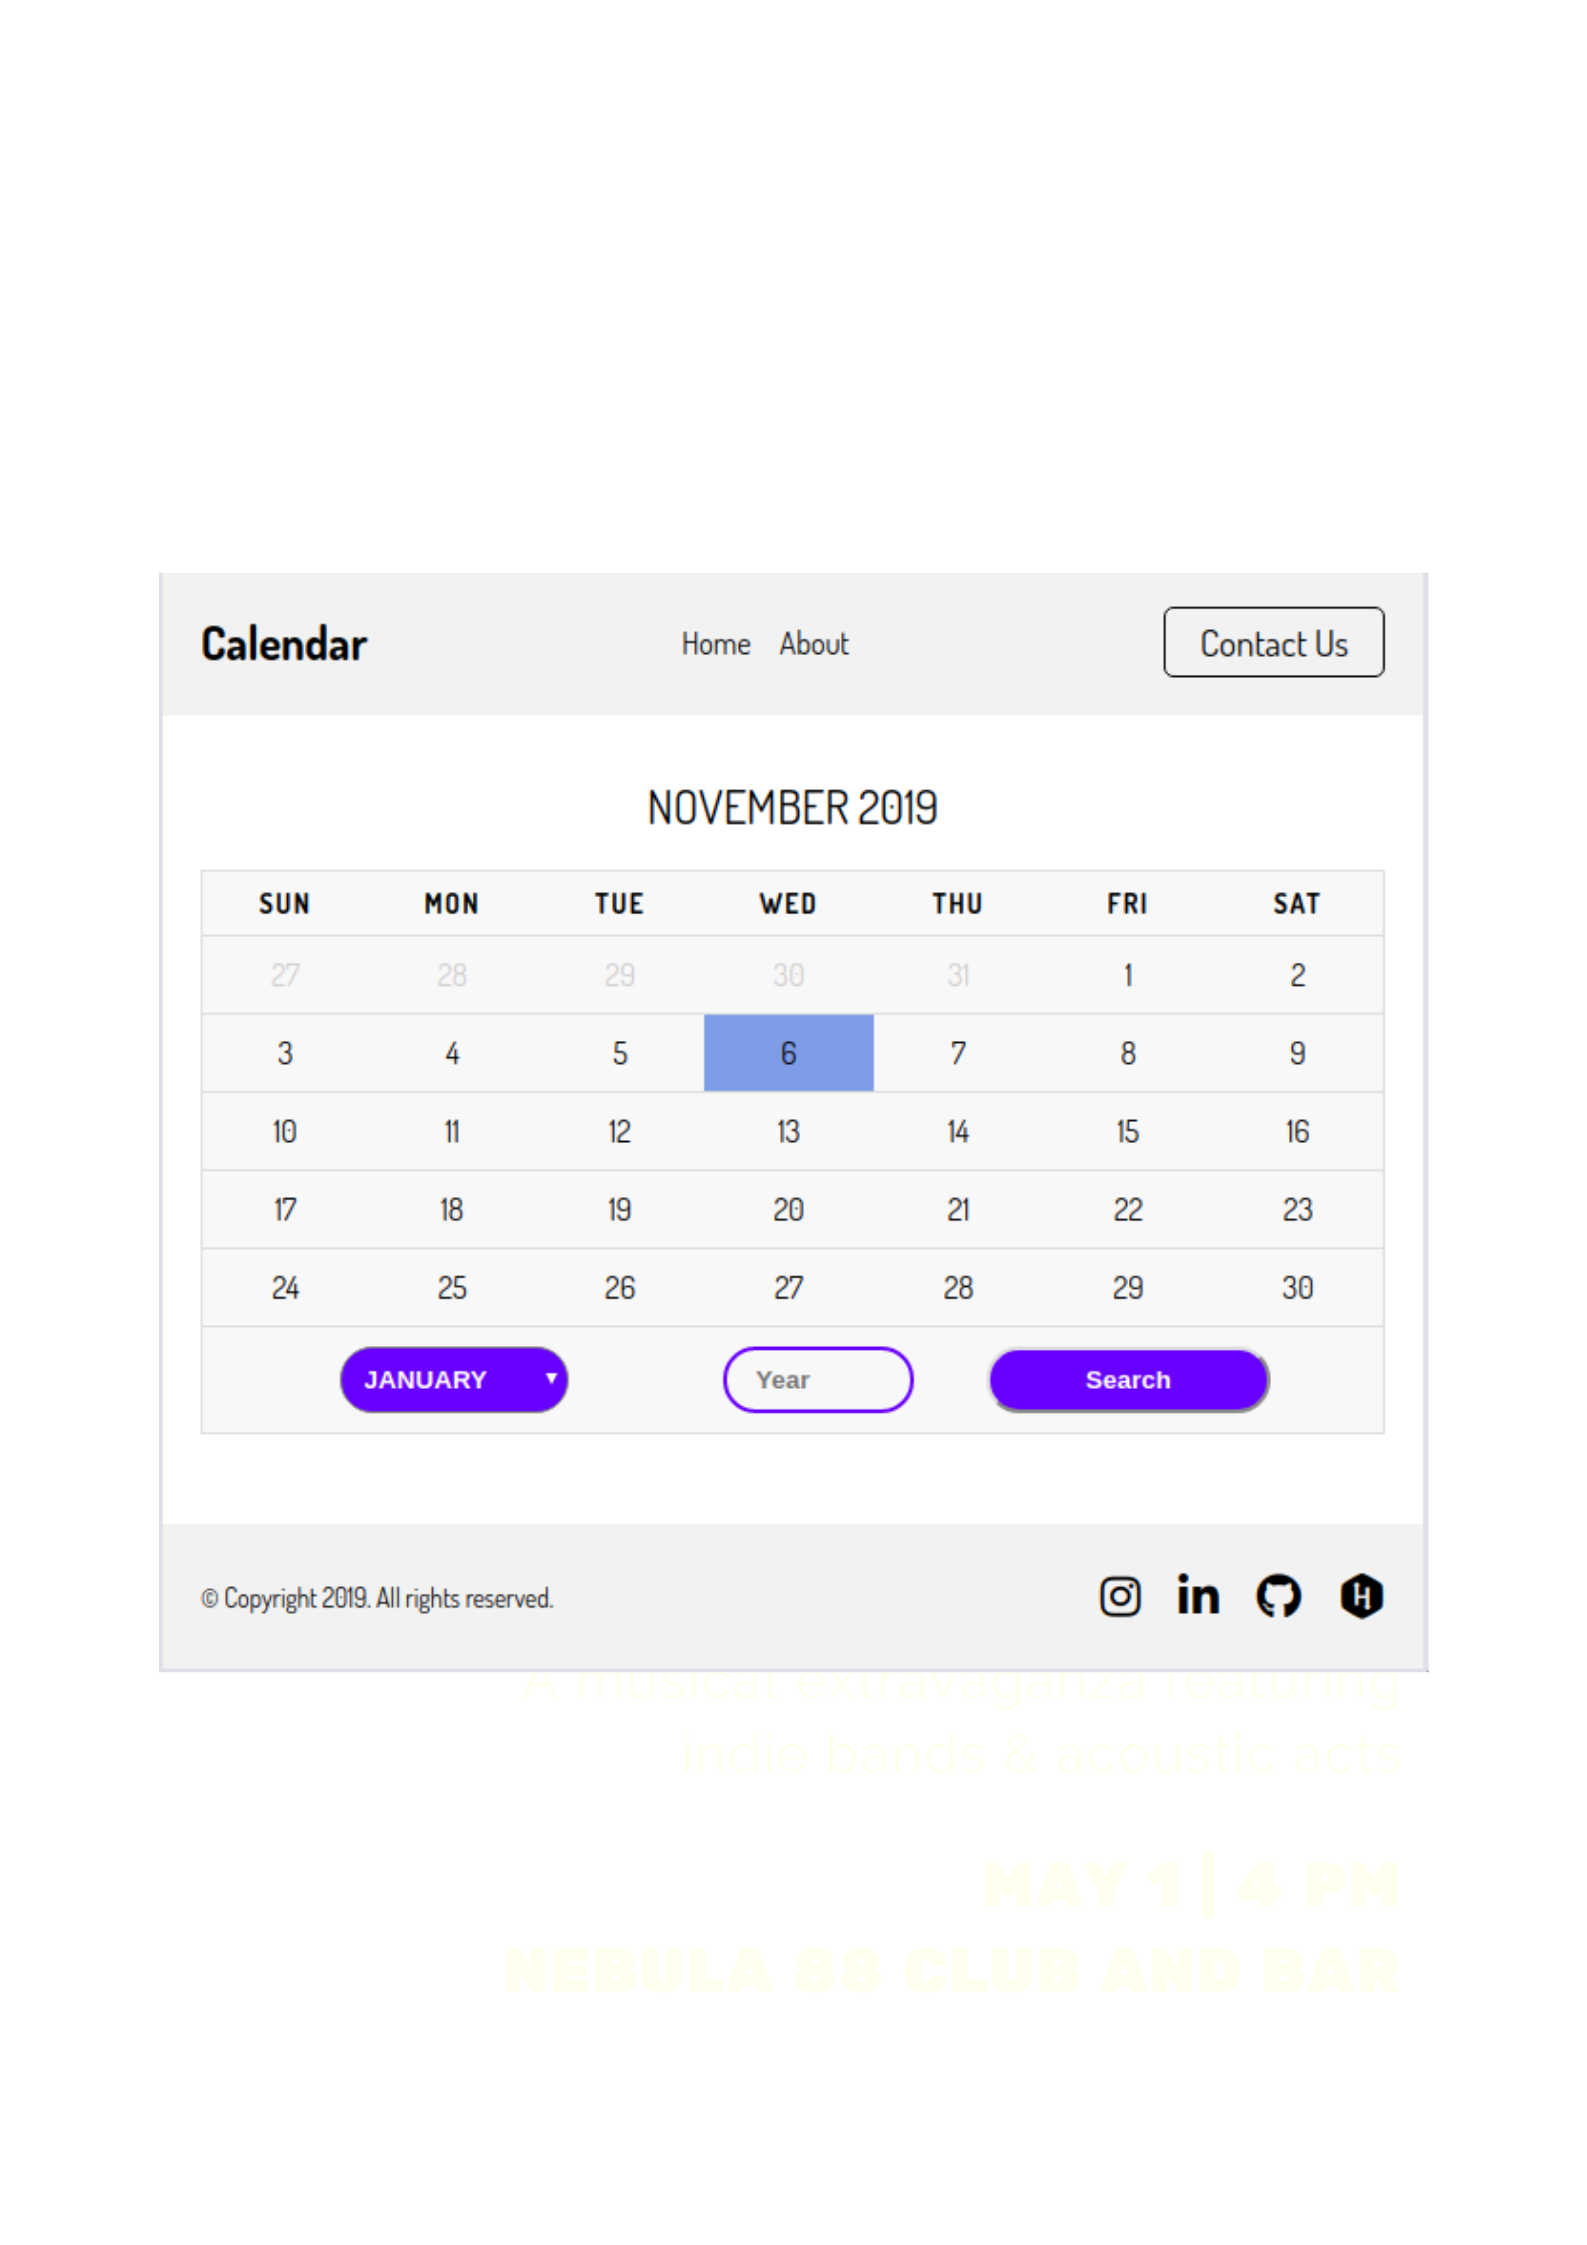 Calendar Home About Contact Us
NOVEMBER 2019
SUN MON TUE WED THU FRI SAT
27 28 29 30 31 1 2
3 4 5 6 7 8 9
10 11 12 13 14 15 16
17 18 19 20 21 22 23
24 25 26 27 28 29 30
JANUARY ▼ Year Search
© Copyright 2019. All rights reserved.
A musical extravaganza featuring
indie bands & acoustic acts
MAY 1 | 4 PM
NEBULA 88 CLUB AND BAR